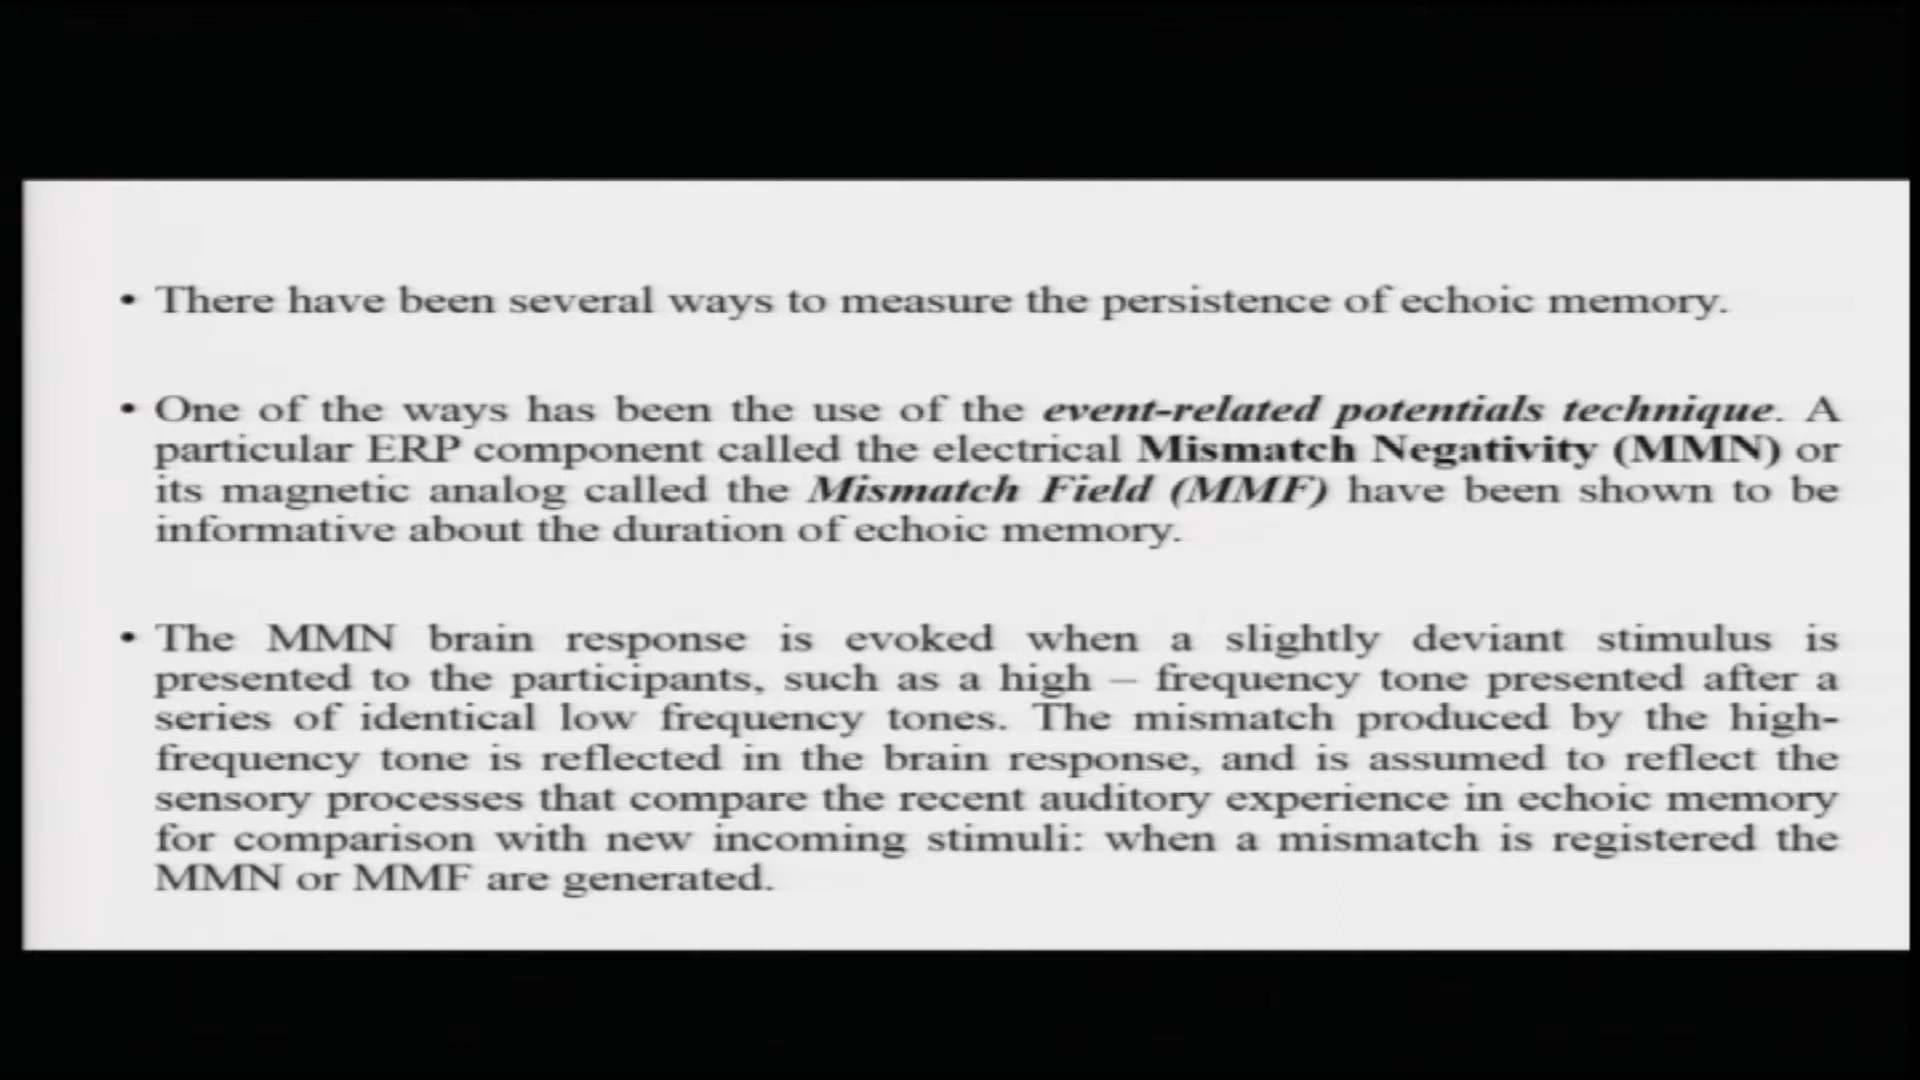 • There have been several ways to measure the persistence of echoic memory.
• One of the ways has been the use of the event-related potentials technique. A
particular ERP component called the electrical Mismatch Negativity (MMN) or
its magnetic analog called the Mismatch Field (MMF) have been shown to be
informative about the duration of echoic memory.
• The MMN brain response is evoked when a slightly deviant stimulus is
presented to the participants, such as a high – frequency tone presented after a
series of identical low frequency tones. The mismatch produced by the high-
frequency tone is reflected in the brain response, and is assumed to reflect the
sensory processes that compare the recent auditory experience in echoic memory
for comparison with new incoming stimuli: when a mismatch is registered the
MMN or MMF are generated.